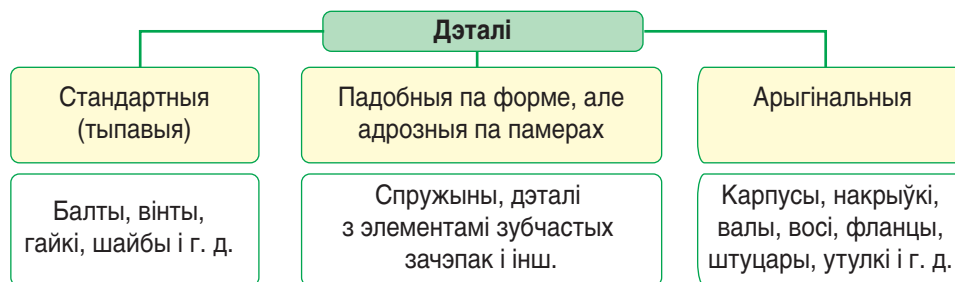 Дэталі
Стандартныя
(тыпавыя)
Падобныя па форме, але
адрозныя па памерах
Арыгінальныя
Балты, вінты,
гайкі, шайбы і г. д.
Спружыны, дэталі
з элементамі зубчастых
зачэпак і інш.
Карпусы, накрыўкі,
валы, восі, фланцы,
штуцары, утулкі і г. д.